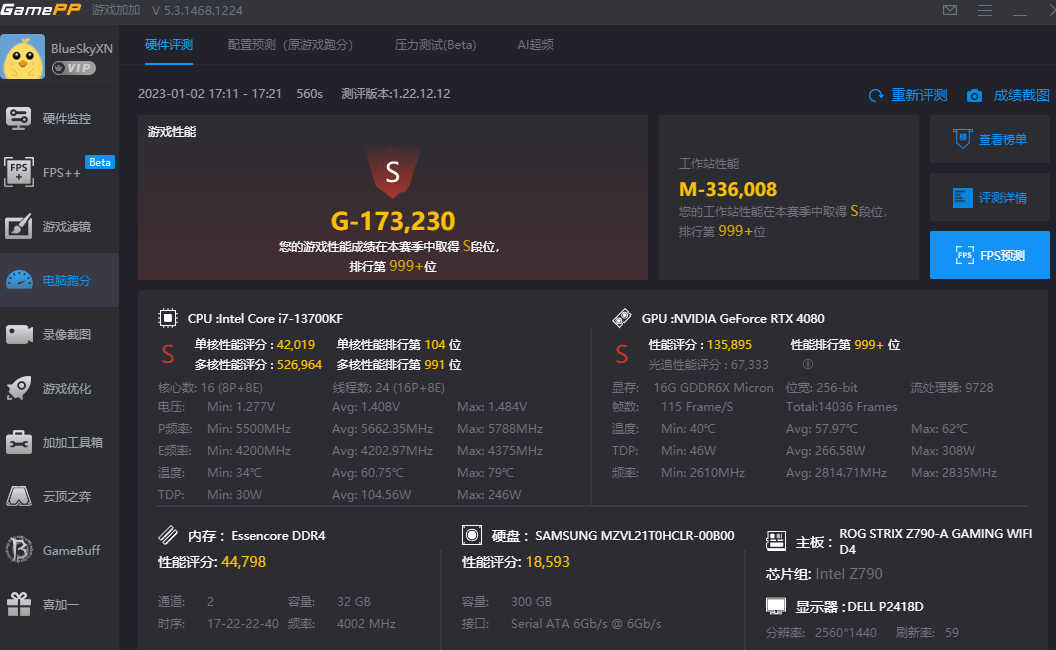 GamePP 游戏加加 V 5.3.1468.1224
BlueSkyXN
VIP
硬件监控
FPS++ Beta
游戏滤镜
电脑跑分
录像截图
游戏优化
加加工具箱
云顶之弈
GameBuff
喜加一
硬件评测 配置预测（原游戏跑分） 压力测试(Beta) AI超频
2023-01-02 17:11 - 17:21 560s 测评版本:1.22.12.12
重新评测 成绩截图
游戏性能
S
G-173,230
您的游戏性能成绩在本赛季中取得 S段位，
排行第 999+位
工作站性能
M-336,008
您的工作站性能在本赛季中取得 S段位，
排行第 999+位
查看榜单
评测详情
FPS预测
CPU :Intel Core i7-13700KF
S
单核性能评分 : 42,019 单核性能排行第 104 位
多核性能评分 : 526,964 多核性能排行第 991 位
核心数: 16 (8P+8E) 线程数: 24 (16P+8E)
电压: Min: 1.277V Avg: 1.408V Max: 1.484V
P频率: Min: 5500MHz Avg: 5662.35MHz Max: 5788MHz
E频率: Min: 4200MHz Avg: 4202.97MHz Max: 4375MHz
温度: Min: 34℃ Avg: 60.75℃ Max: 79℃
TDP: Min: 30W Avg: 104.56W Max: 246W
GPU :NVIDIA GeForce RTX 4080
S
性能评分 : 135,895 性能排行第 999+ 位
光追性能评分 : 67,333
显存: 16G GDDR6X Micron 位宽: 256-bit 流处理器: 9728
帧数: 115 Frame/S Total:14036 Frames
温度: Min: 40℃ Avg: 57.97℃ Max: 62℃
TDP: Min: 46W Avg: 266.58W Max: 308W
频率: Min: 2610MHz Avg: 2814.71MHz Max: 2835MHz
内存 : Essencore DDR4
性能评分: 44,798
通道: 2 容量: 32 GB
时序: 17-22-22-40 频率: 4002 MHz
硬盘 : SAMSUNG MZVL21T0HCLR-00B00
性能评分: 18,593
容量: 300 GB
接口: Serial ATA 6Gb/s @ 6Gb/s
主板 : ROG STRIX Z790-A GAMING WIFI
D4
芯片组: Intel Z790
显示器 : DELL P2418D
分辨率: 2560*1440 刷新率: 59